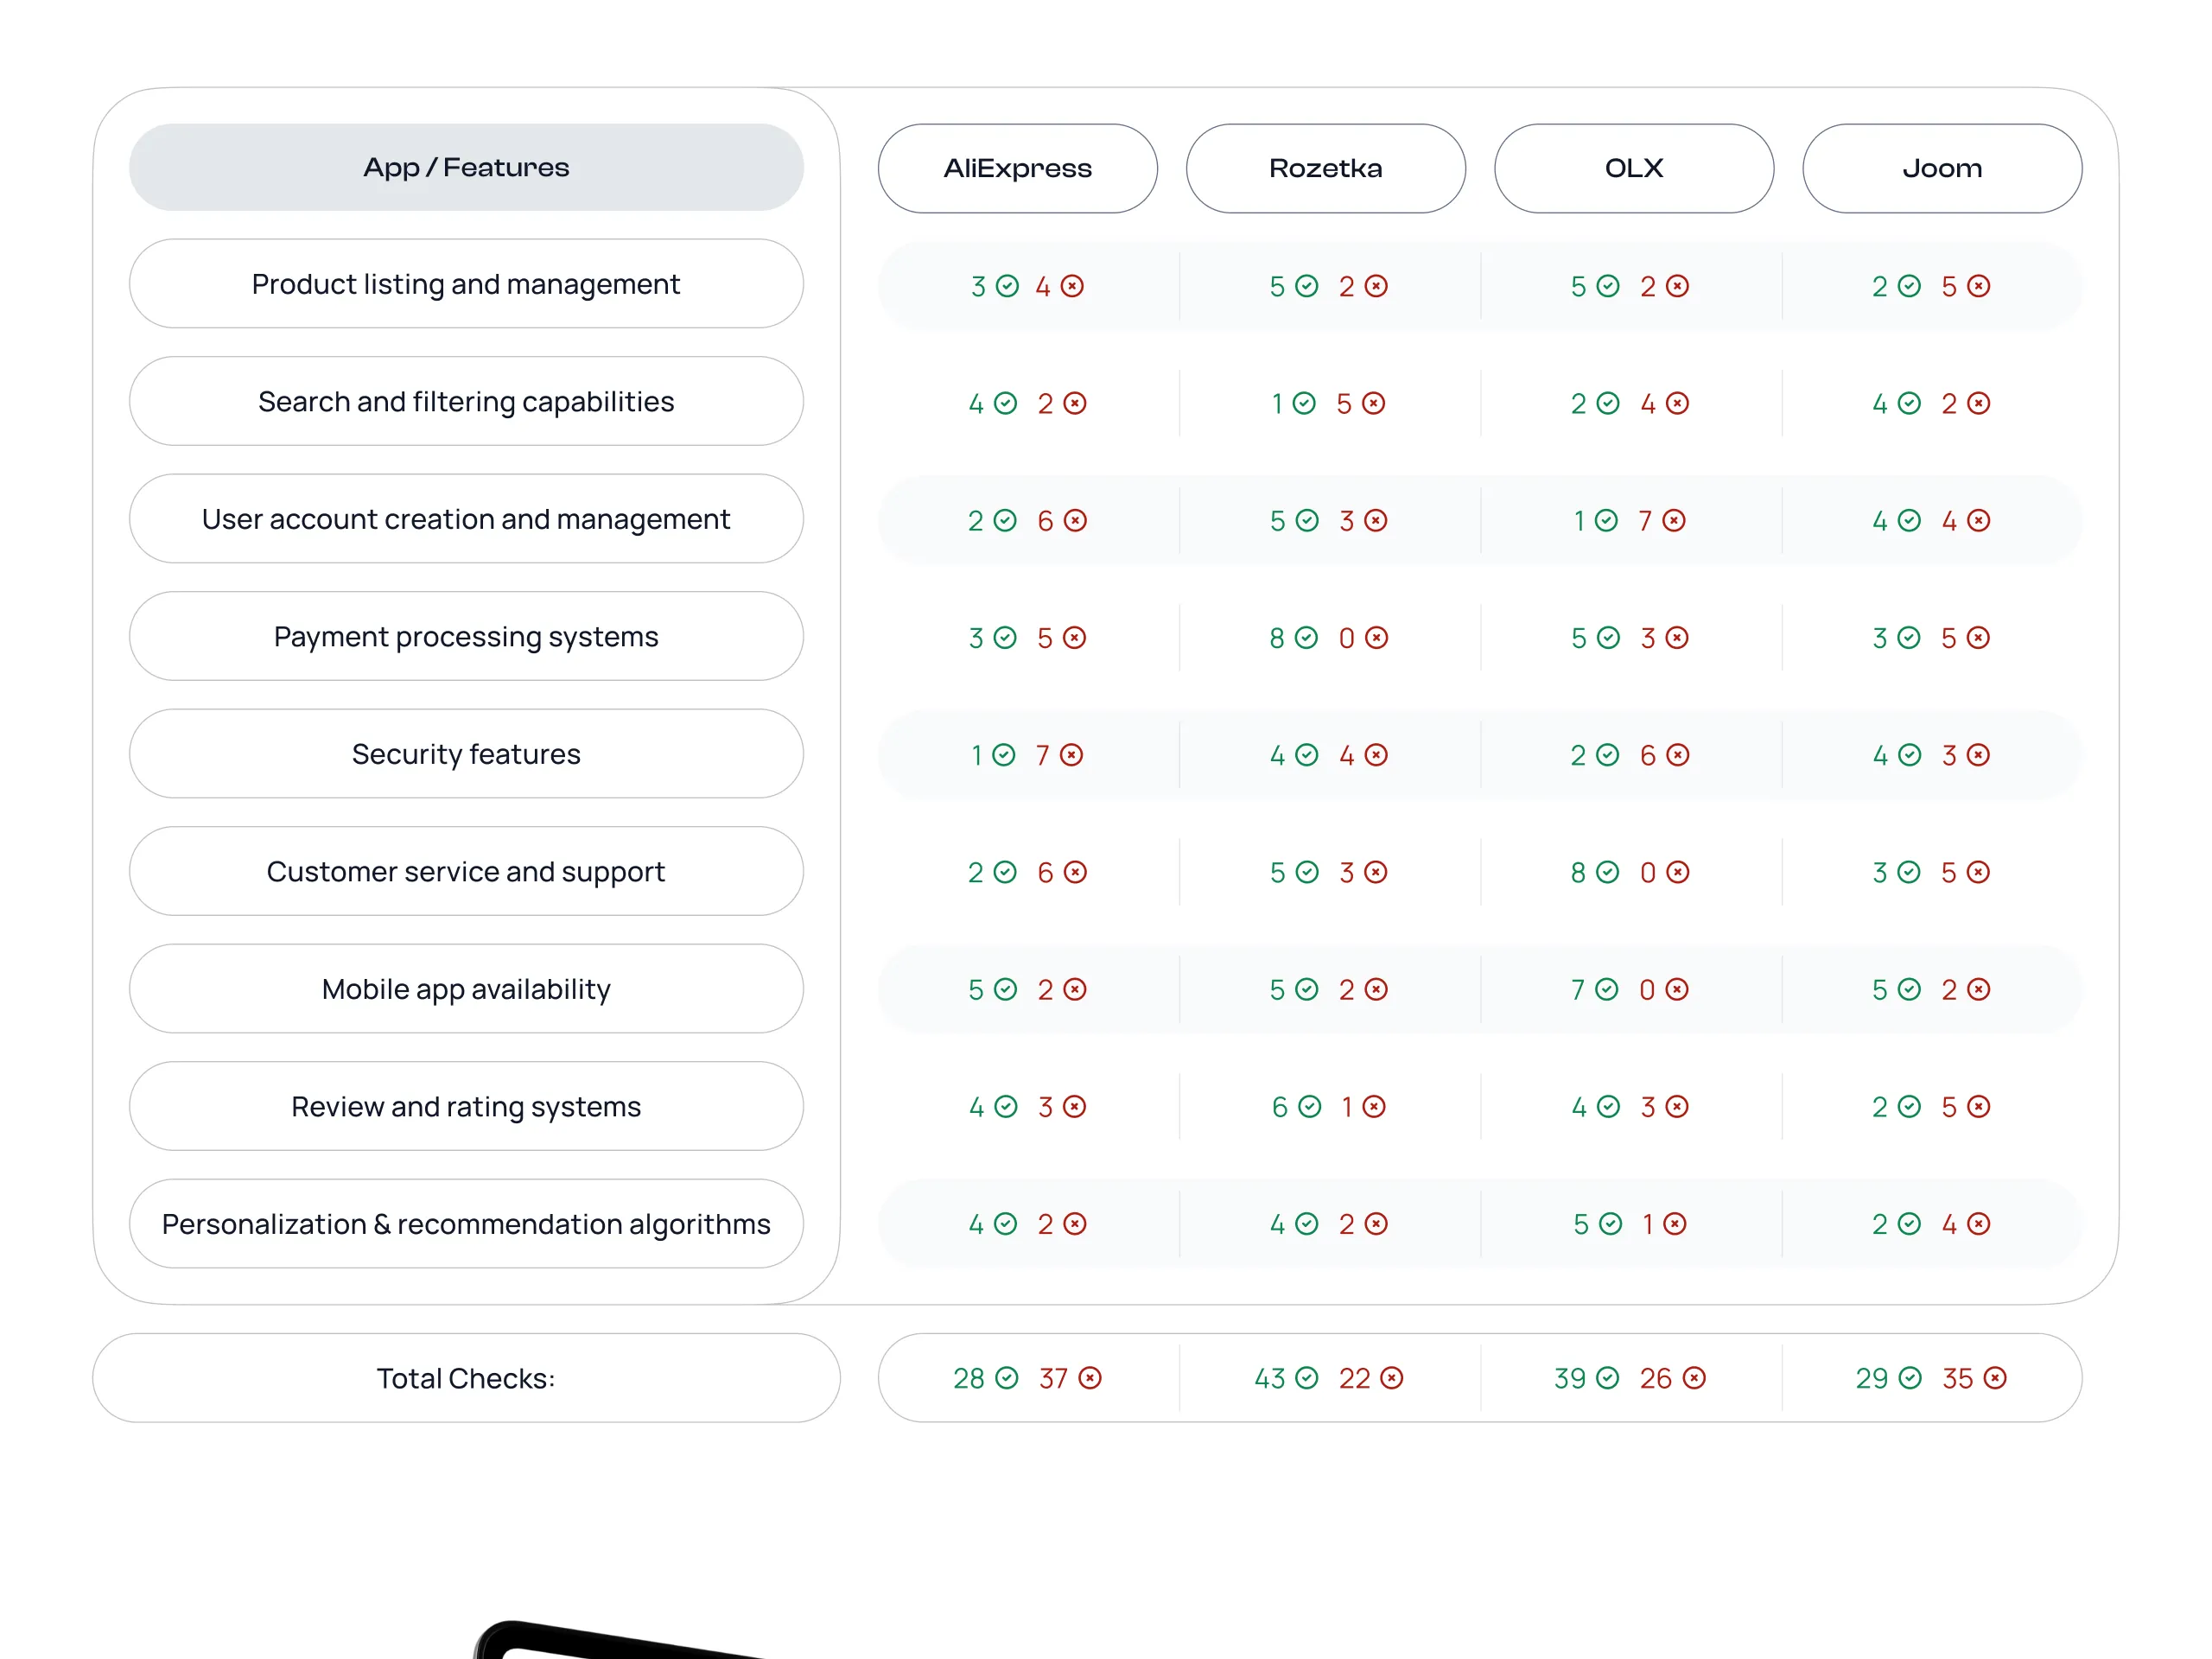 App / Features AliExpress Rozetka OLX Joom
Product listing and management 3 4 5 2 5 2 2 5
Search and filtering capabilities 4 2 1 5 2 4 4 2
User account creation and management 2 6 5 3 1 7 4 4
Payment processing systems 3 5 8 0 5 3 3 5
Security features 1 7 4 4 2 6 4 3
Customer service and support 2 6 5 3 8 0 3 5
Mobile app availability 5 2 5 2 7 0 5 2
Review and rating systems 4 3 6 1 4 3 2 5
Personalization & recommendation algorithms 4 2 4 2 5 1 2 4
Total Checks: 28 37 43 22 39 26 29 35